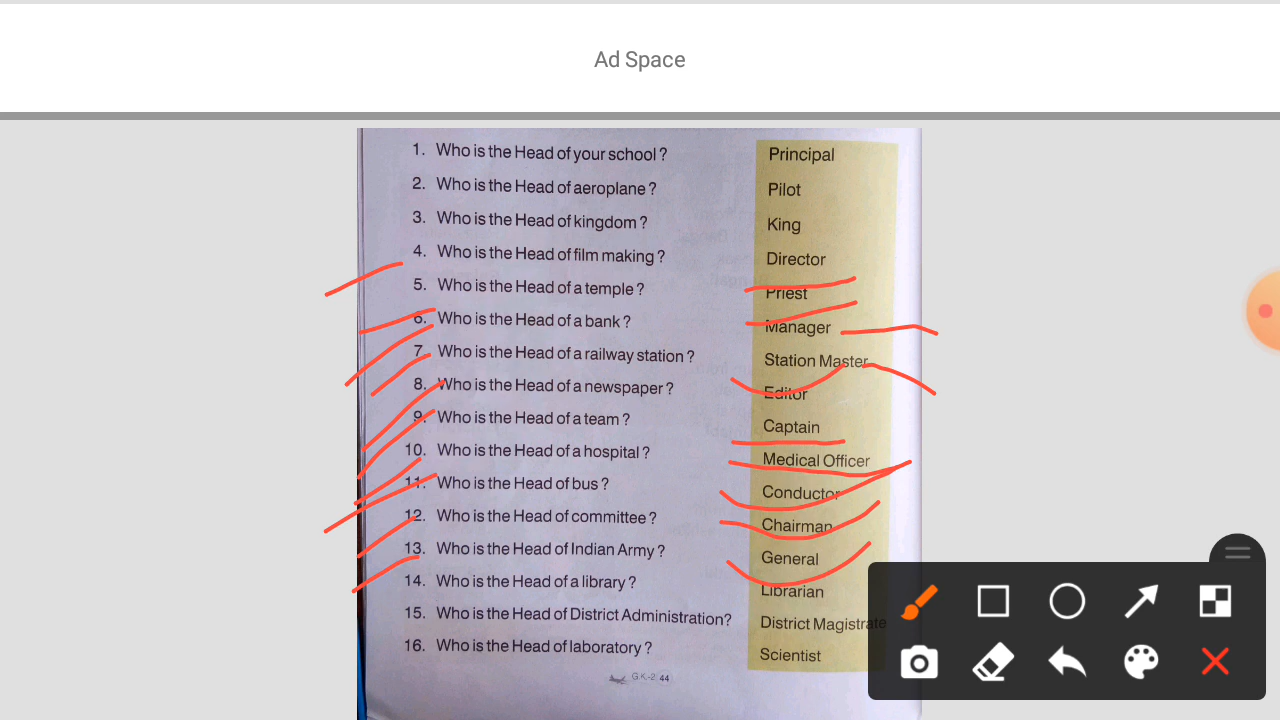 Ad Space
1. Who is the Head of your school ? Principal
2. Who is the Head of aeroplane ? Pilot
3. Who is the Head of kingdom ? King
4. Who is the Head of film making ? Director
5. Who is the Head of a temple ? Priest
6. Who is the Head of a bank ? Manager
7. Who is the Head of a railway station ? Station Master
8. Who is the Head of a newspaper ? Editor
9. Who is the Head of a team ? Captain
10. Who is the Head of a hospital ? Medical Officer
11. Who is the Head of bus ? Conductor
12. Who is the Head of committee ? Chairman
13. Who is the Head of Indian Army ? General
14. Who is the Head of a library ? Librarian
15. Who is the Head of District Administration? District Magistrate
16. Who is the Head of laboratory ? Scientist
G.K.-2 44